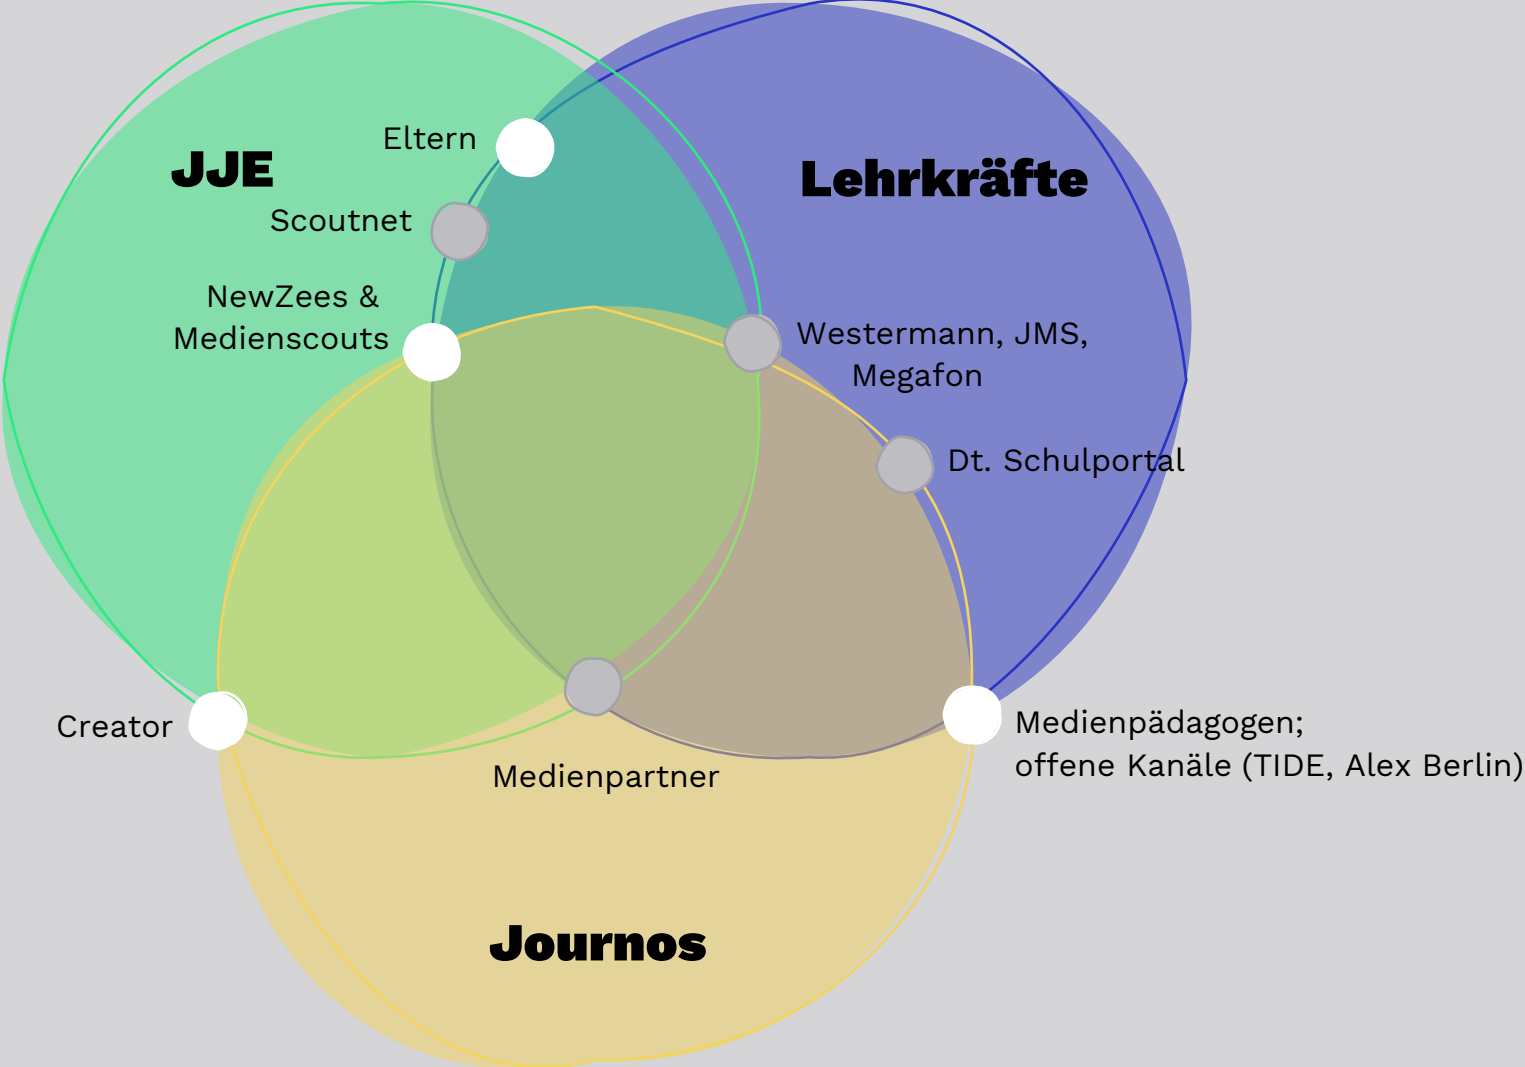 Eltern
JJE
Lehrkräfte
Scoutnet
NewZees &
Medienscouts
Westermann, JMS,
Megafon
Dt. Schulportal
Creator
Medienpädagogen;
offene Kanäle (TIDE, Alex Berlin)
Medienpartner
Journos